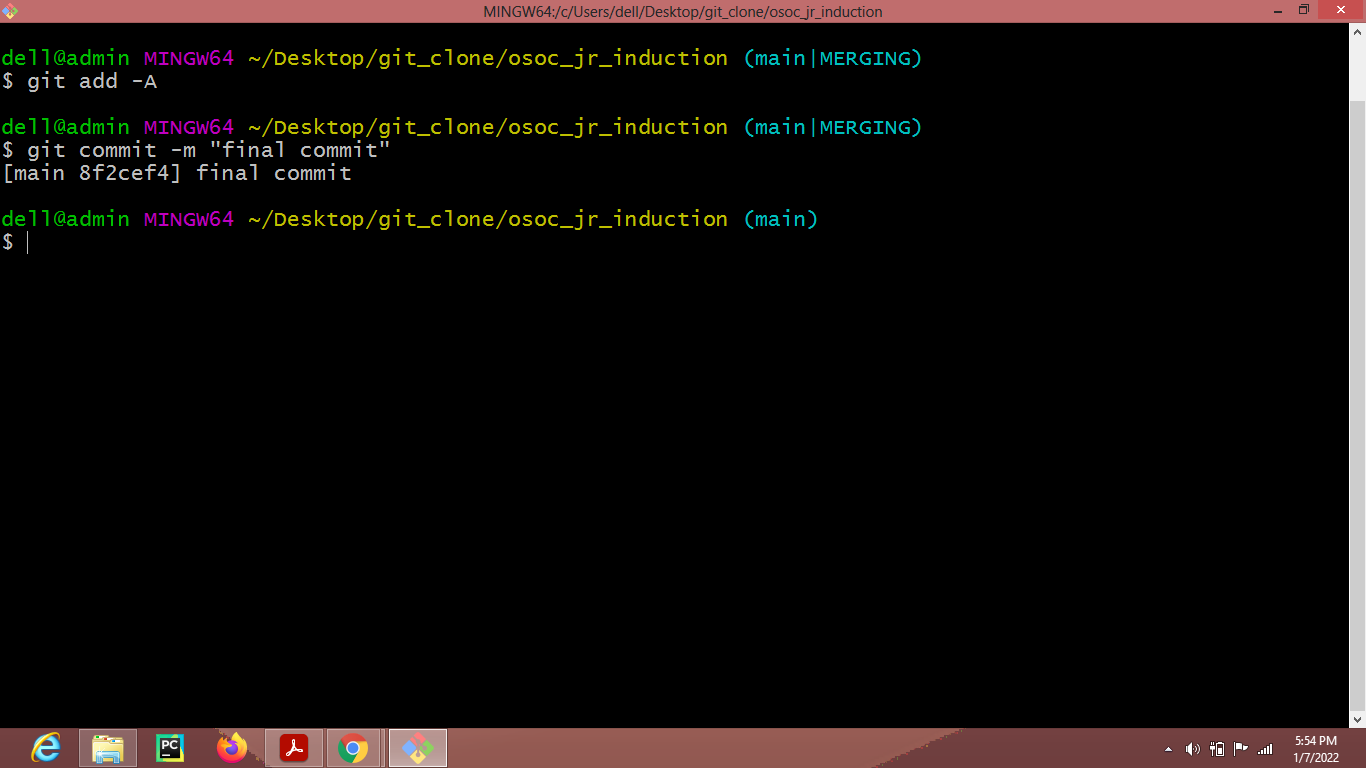 MINGW64:/c/Users/dell/Desktop/git_clone/osoc_jr_induction
dell@admin MINGW64 ~/Desktop/git_clone/osoc_jr_induction (main|MERGING)
$ git add -A
dell@admin MINGW64 ~/Desktop/git_clone/osoc_jr_induction (main|MERGING)
$ git commit -m "final commit"
[main 8f2cef4] final commit
dell@admin MINGW64 ~/Desktop/git_clone/osoc_jr_induction (main)
$
PC
5:54 PM
1/7/2022